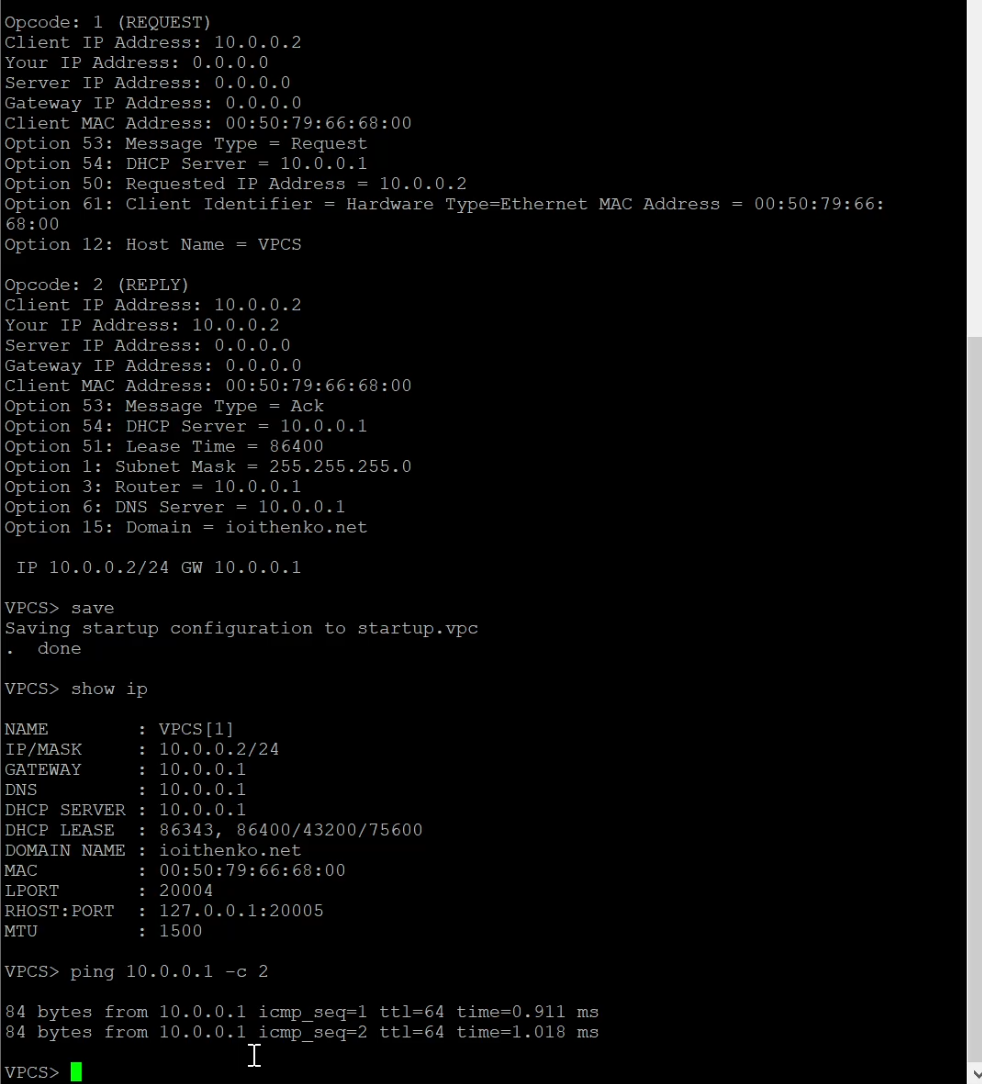 Opcode: 1 (REQUEST)
Client IP Address: 10.0.0.2
Your IP Address: 0.0.0.0
Server IP Address: 0.0.0.0
Gateway IP Address: 0.0.0.0
Client MAC Address: 00:50:79:66:68:00
Option 53: Message Type = Request
Option 54: DHCP Server = 10.0.0.1
Option 50: Requested IP Address = 10.0.0.2
Option 61: Client Identifier = Hardware Type=Ethernet MAC Address = 00:50:79:66:
68:00
Option 12: Host Name = VPCS
Opcode: 2 (REPLY)
Client IP Address: 10.0.0.2
Your IP Address: 10.0.0.2
Server IP Address: 0.0.0.0
Gateway IP Address: 0.0.0.0
Client MAC Address: 00:50:79:66:68:00
Option 53: Message Type = Ack
Option 54: DHCP Server = 10.0.0.1
Option 51: Lease Time = 86400
Option 1: Subnet Mask = 255.255.255.0
Option 3: Router = 10.0.0.1
Option 6: DNS Server = 10.0.0.1
Option 15: Domain = ioithenko.net
IP 10.0.0.2/24 GW 10.0.0.1
VPCS> save
Saving startup configuration to startup.vpc
.  done
VPCS> show ip
NAME        : VPCS[1]
IP/MASK     : 10.0.0.2/24
GATEWAY     : 10.0.0.1
DNS         : 10.0.0.1
DHCP SERVER : 10.0.0.1
DHCP LEASE  : 86343, 86400/43200/75600
DOMAIN NAME : ioithenko.net
MAC         : 00:50:79:66:68:00
LPORT       : 20004
RHOST:PORT  : 127.0.0.1:20005
MTU         : 1500
VPCS> ping 10.0.0.1 -c 2
84 bytes from 10.0.0.1 icmp_seq=1 ttl=64 time=0.911 ms
84 bytes from 10.0.0.1 icmp_seq=2 ttl=64 time=1.018 ms
VPCS>